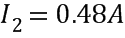 I₂ = 0.48A